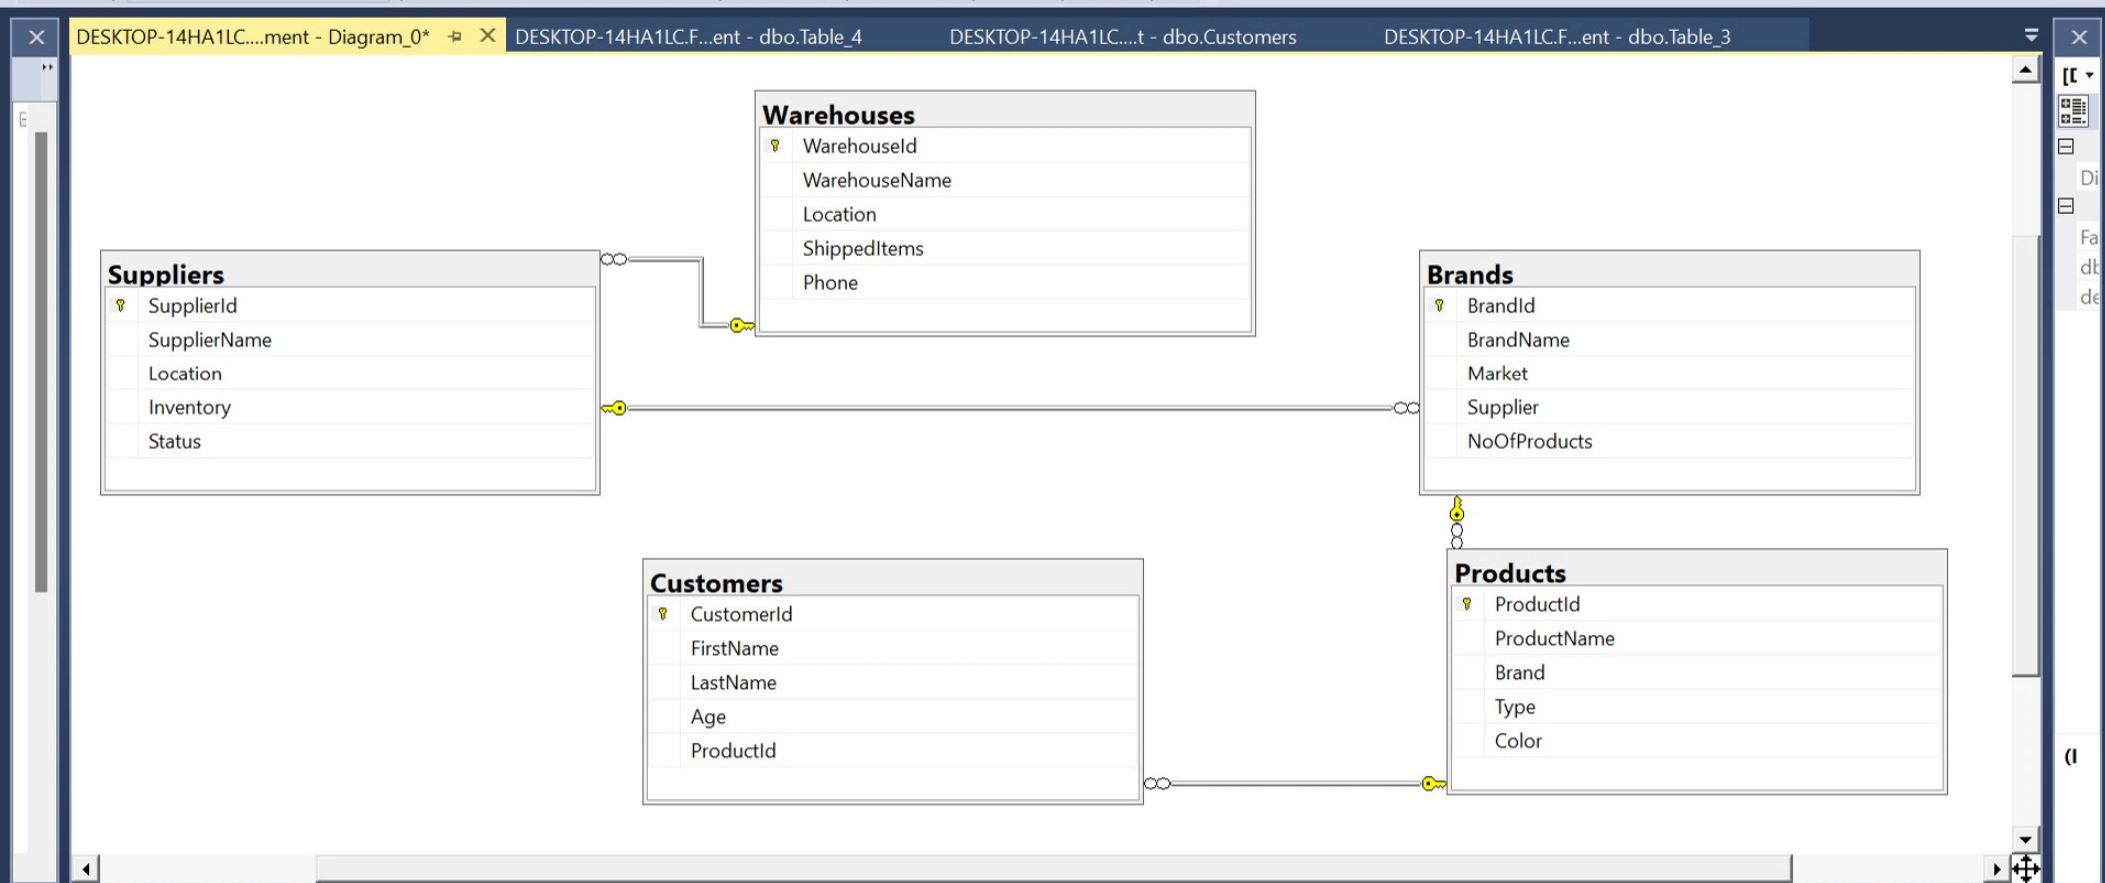 DESKTOP-14HA1LC....ment - Diagram_0*
DESKTOP-14HA1LC.F...ent - dbo.Table_4
DESKTOP-14HA1LC....t - dbo.Customers
DESKTOP-14HA1LC.F...ent - dbo.Table_3
Warehouses
WarehouseId
WarehouseName
Location
ShippedItems
Phone
Suppliers
SupplierId
SupplierName
Location
Inventory
Status
Brands
BrandId
BrandName
Market
Supplier
NoOfProducts
Customers
CustomerId
FirstName
LastName
Age
ProductId
Products
ProductId
ProductName
Brand
Type
Color
Di
Fa